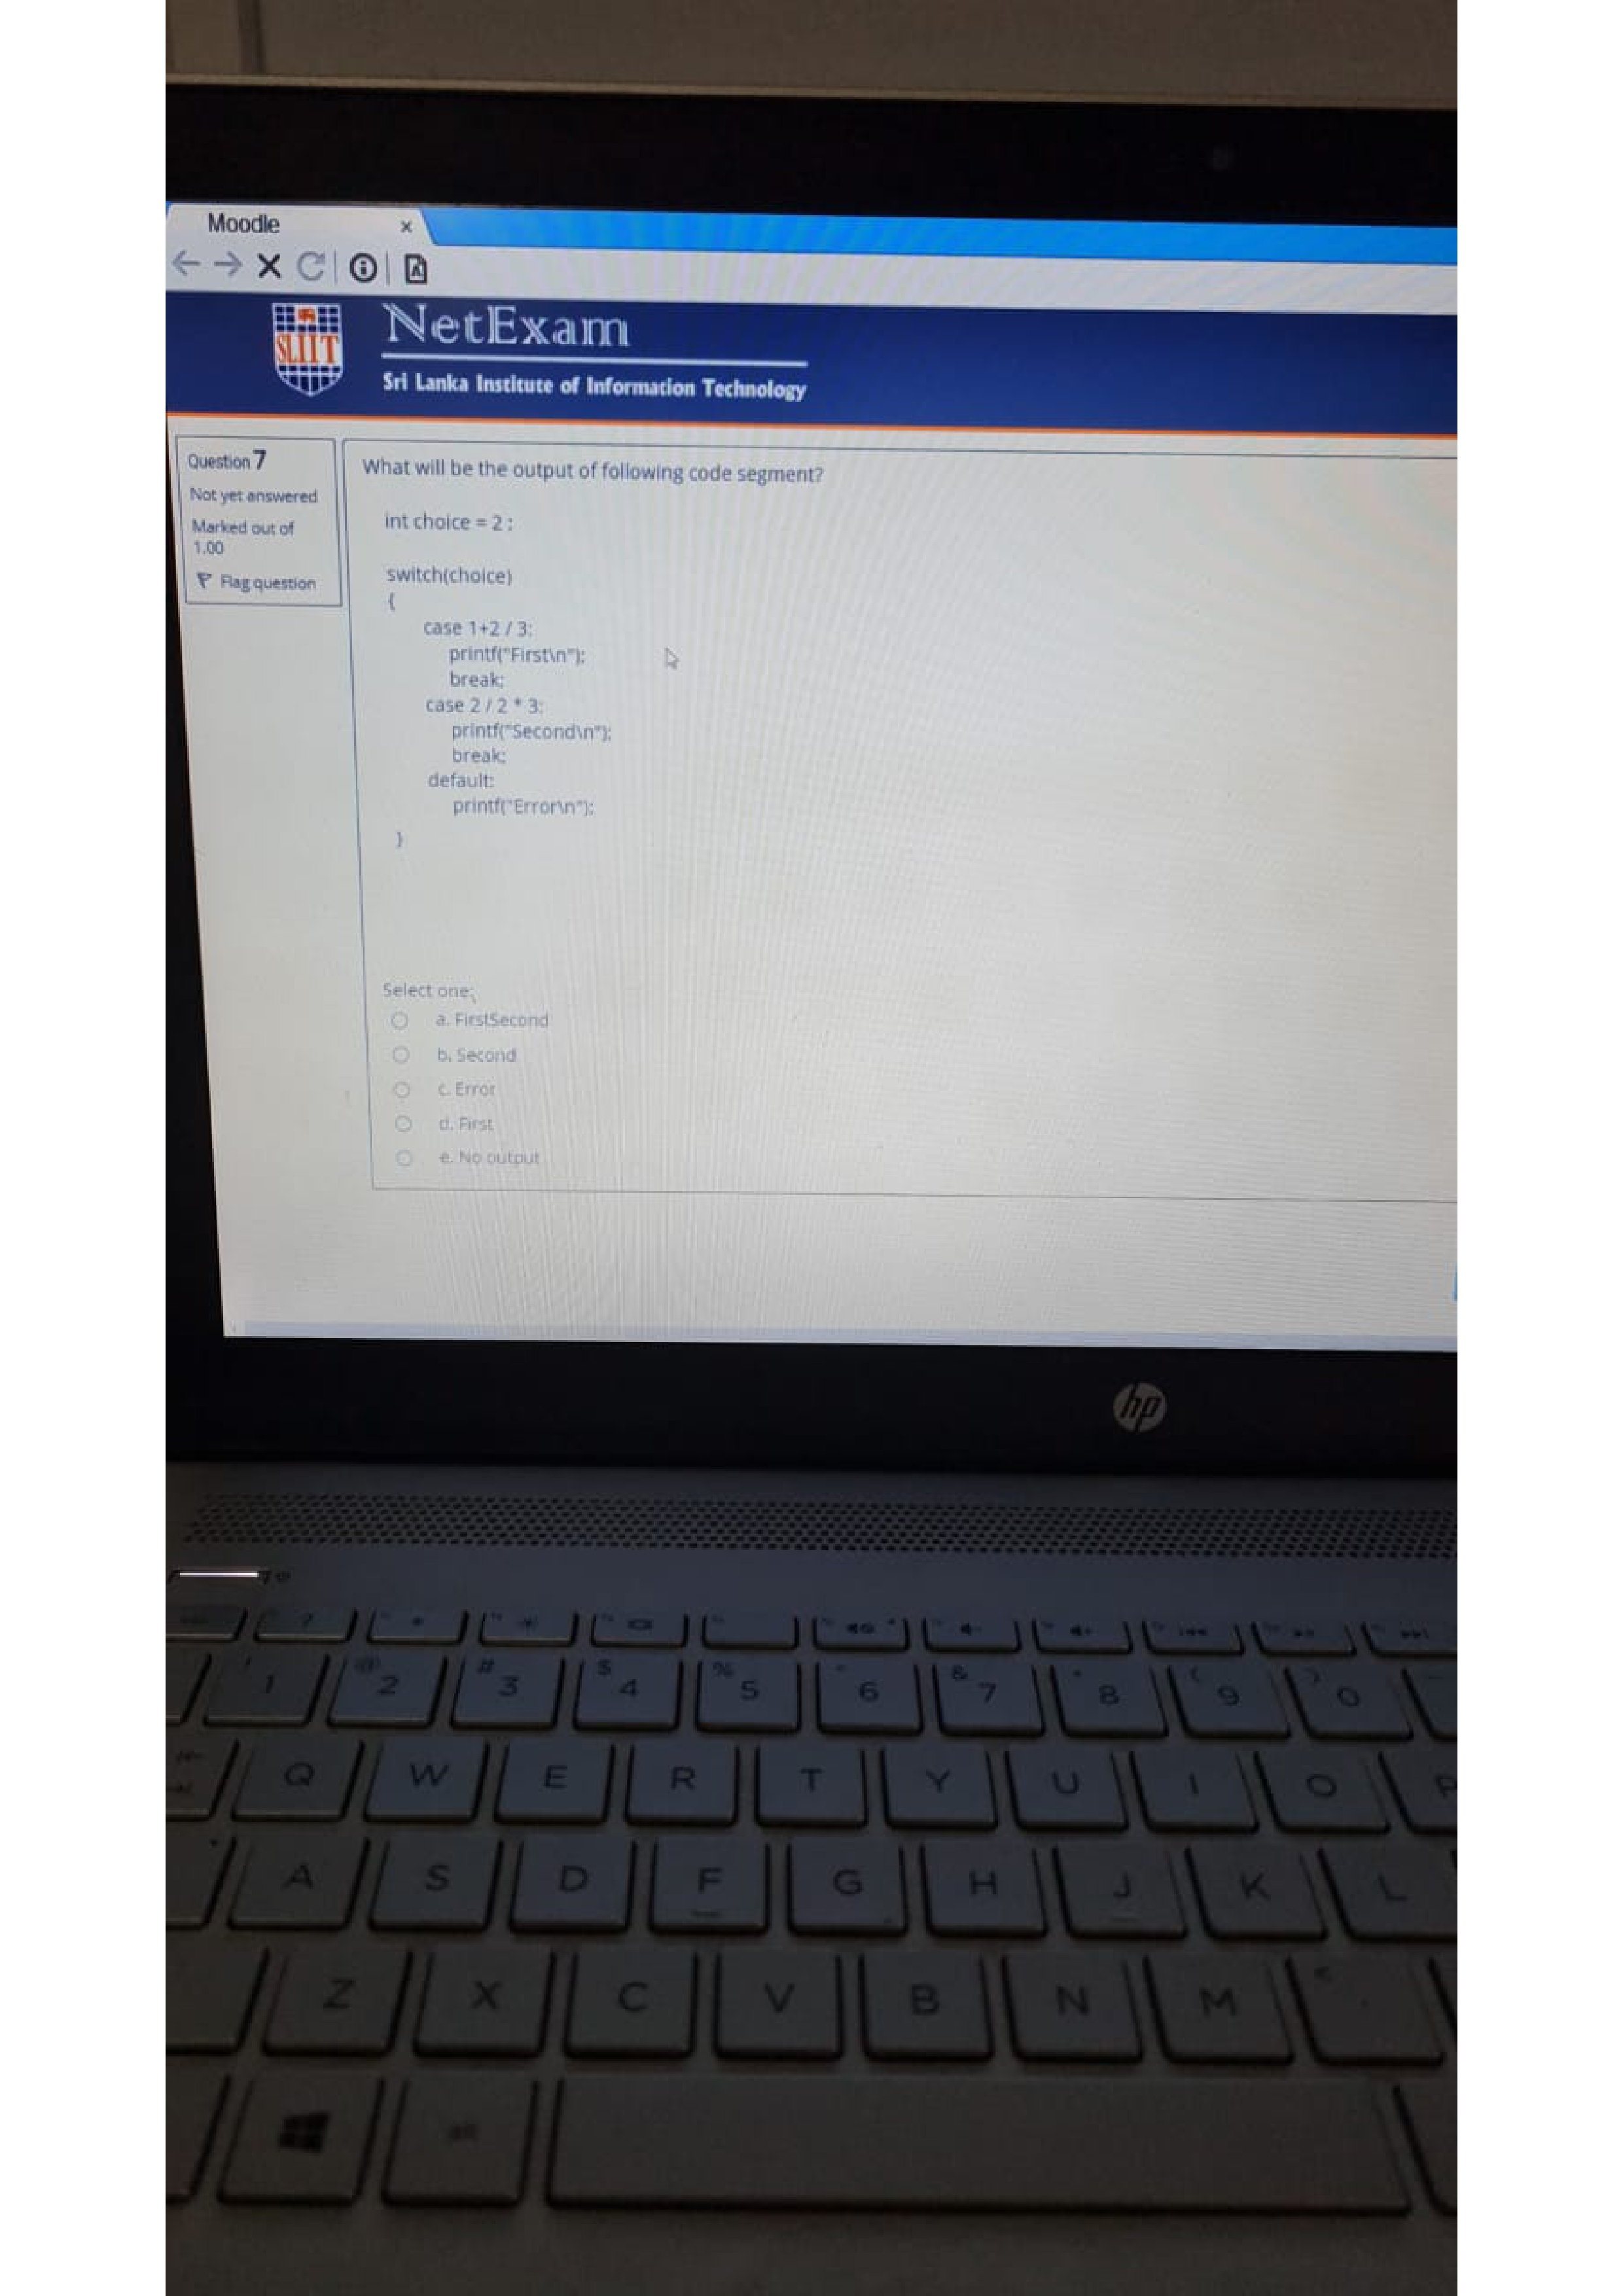 Moodle
SLIIT
NetExam
Sri Lanka Institute of Information Technology
Question 7
Not yet answered
Marked out of
1.00
Flag question
What will be the output of following code segment?
int choice = 2 :
switch(choice)
{
case 1+2 / 3:
printf("First\n");
break;
case 2 / 2 * 3:
printf("Second\n");
break;
default:
printf("Error\n");
}
Select one:
a. FirstSecond
b. Second
c. Error
d. First
e. No output
hp
! 1 @ 2 # 3 $ 4 % 5 6 & 7 * 8 ( 9 ) 0
Q W E R T Y U I O P
A S D F G H J K L
Z X C V B N M
alt